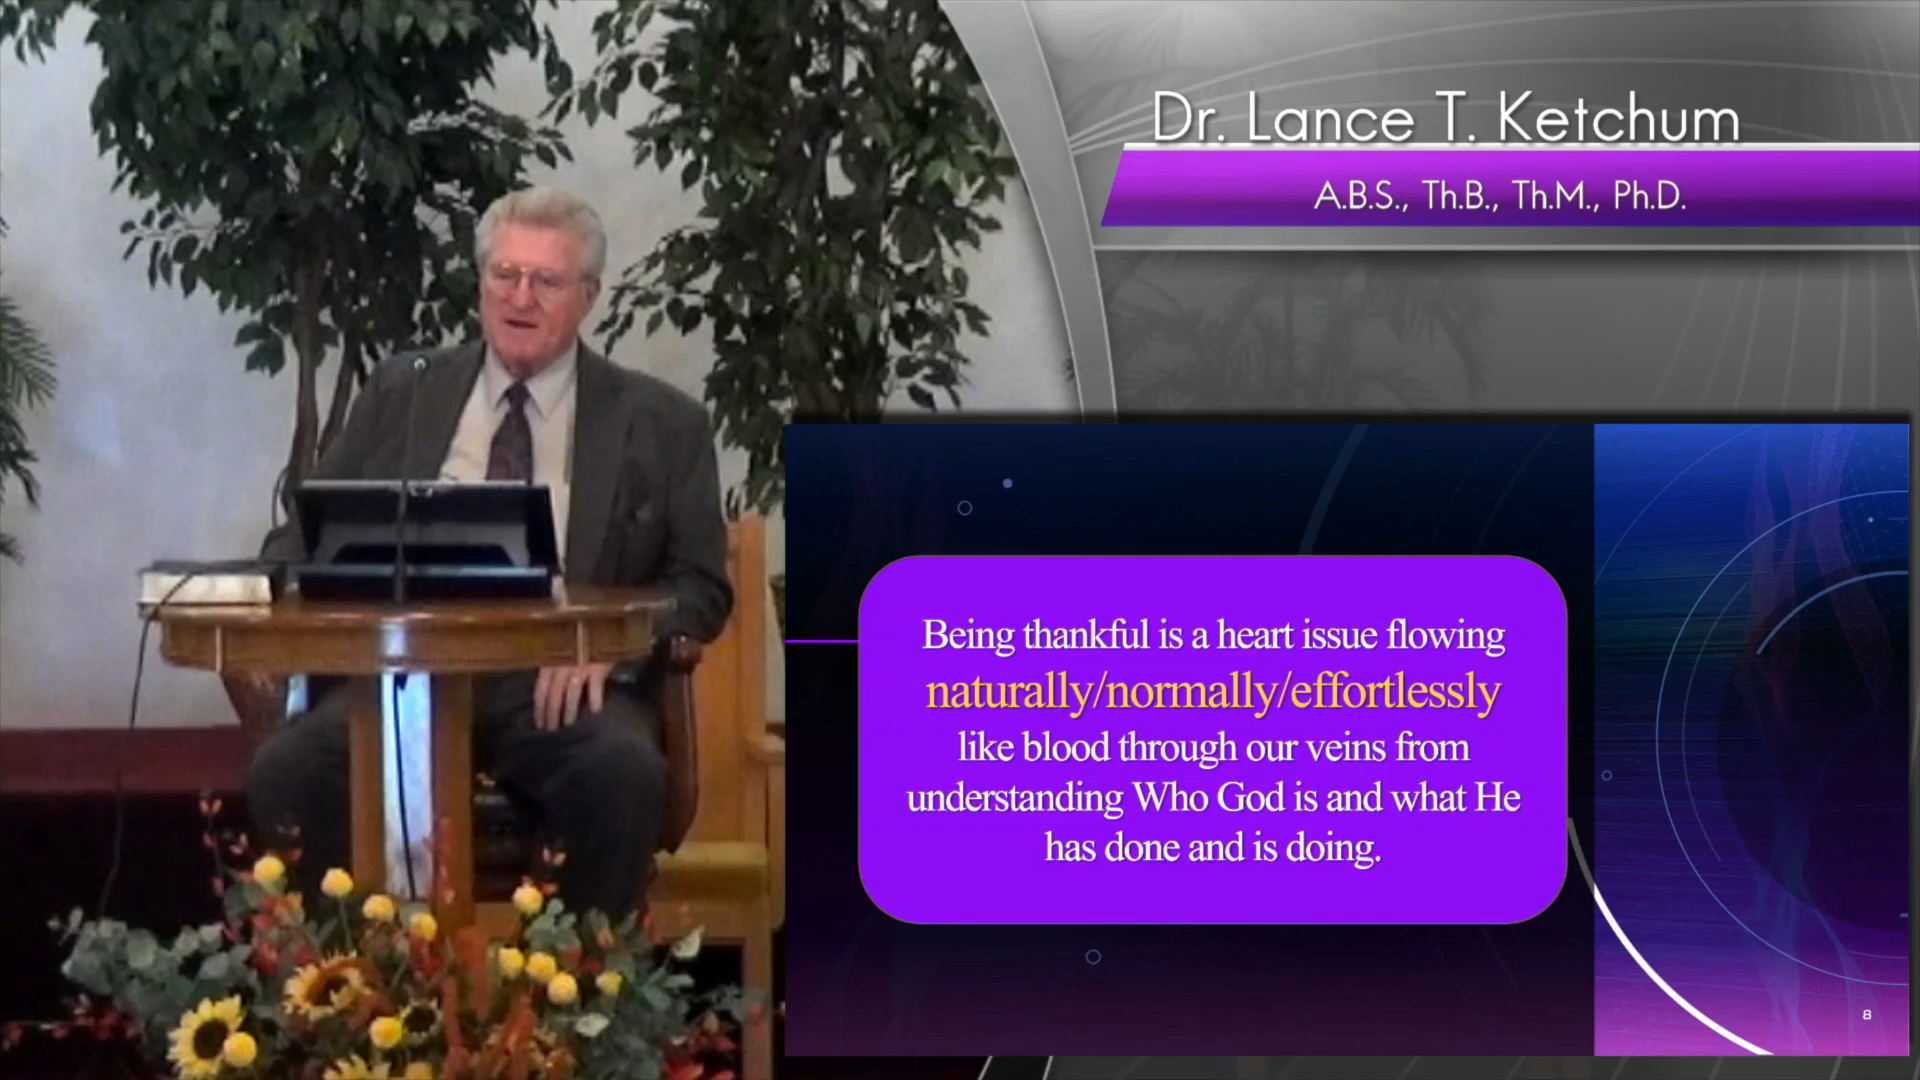 Dr. Lance T. Ketchum
A.B.S., Th.B., Th.M., Ph.D.
Being thankful is a heart issue flowing
naturally/normally/effortlessly
like blood through our veins from
understanding Who God is and what He
has done and is doing.
8